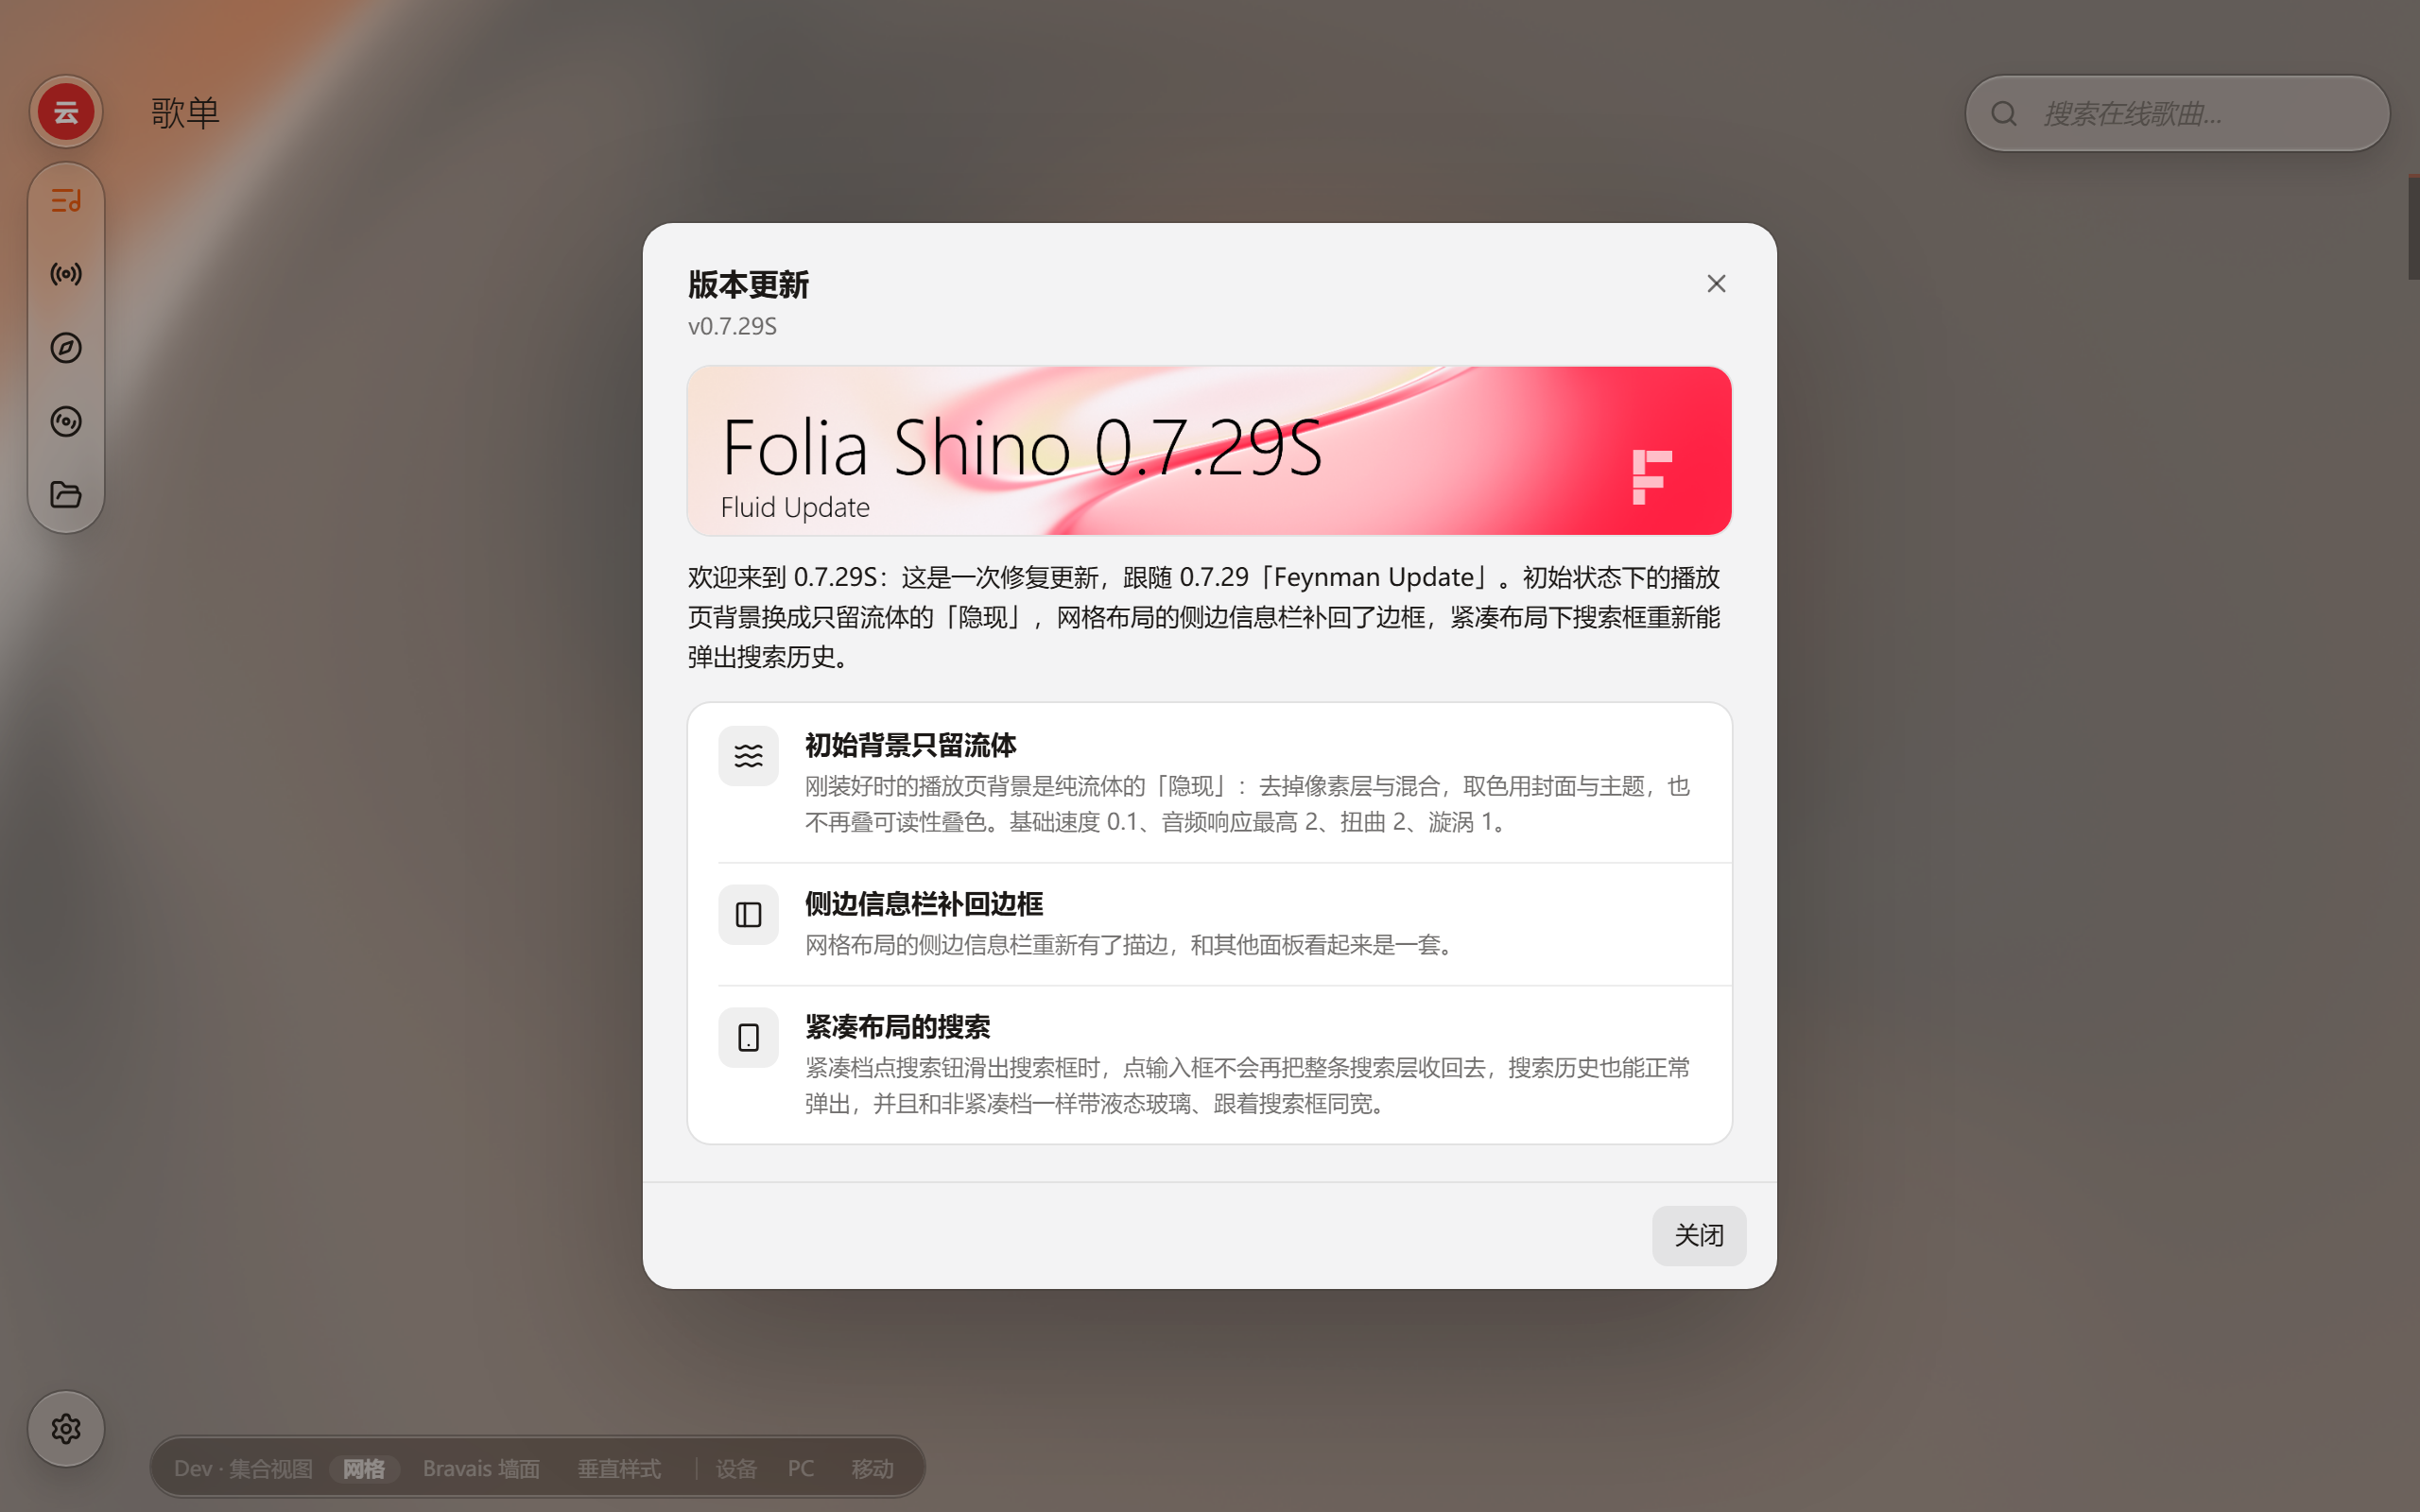 云
歌单
搜索在线歌曲...
版本更新
v0.7.29S
Folia Shino 0.7.29S
Fluid Update
欢迎来到 0.7.29S：这是一次修复更新，跟随 0.7.29「Feynman Update」。初始状态下的播放
页背景换成只留流体的「隐现」，网格布局的侧边信息栏补回了边框，紧凑布局下搜索框重新能
弹出搜索历史。
初始背景只留流体
刚装好时的播放页背景是纯流体的「隐现」：去掉像素层与混合，取色用封面与主题，也
不再叠可读性叠色。基础速度 0.1、音频响应最高 2、扭曲 2、漩涡 1。
侧边信息栏补回边框
网格布局的侧边信息栏重新有了描边，和其他面板看起来是一套。
紧凑布局的搜索
紧凑档点搜索钮滑出搜索框时，点输入框不会再把整条搜索层收回去，搜索历史也能正常
弹出，并且和非紧凑档一样带液态玻璃、跟着搜索框同宽。
关闭
Dev · 集合视图 网格 Bravais 墙面 垂直样式 | 设备 PC 移动